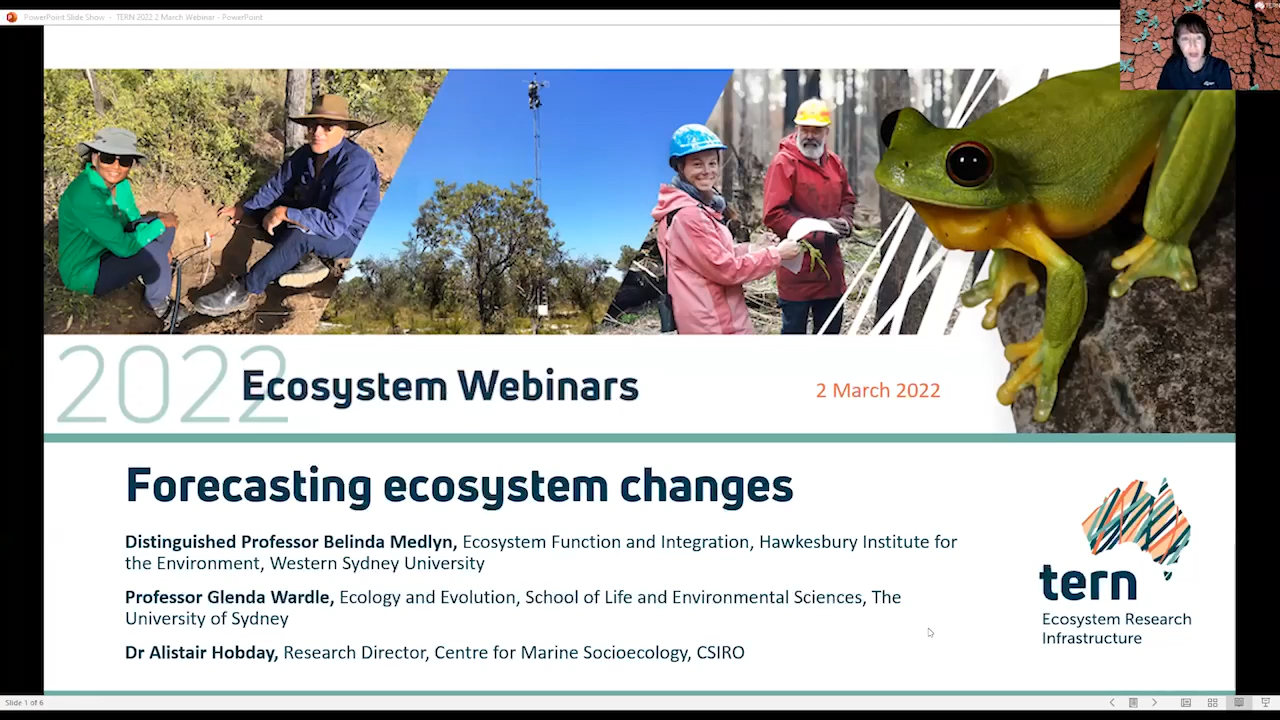 PowerPoint Slide Show - TERN 2022 2 March Webinar - PowerPoint
2022
Ecosystem Webinars
2 March 2022
Forecasting ecosystem changes
Distinguished Professor Belinda Medlyn, Ecosystem Function and Integration, Hawkesbury Institute for
the Environment, Western Sydney University
Professor Glenda Wardle, Ecology and Evolution, School of Life and Environmental Sciences, The
University of Sydney
Dr Alistair Hobday, Research Director, Centre for Marine Socioecology, CSIRO
tern
Ecosystem Research
Infrastructure
Slide 1 of 6